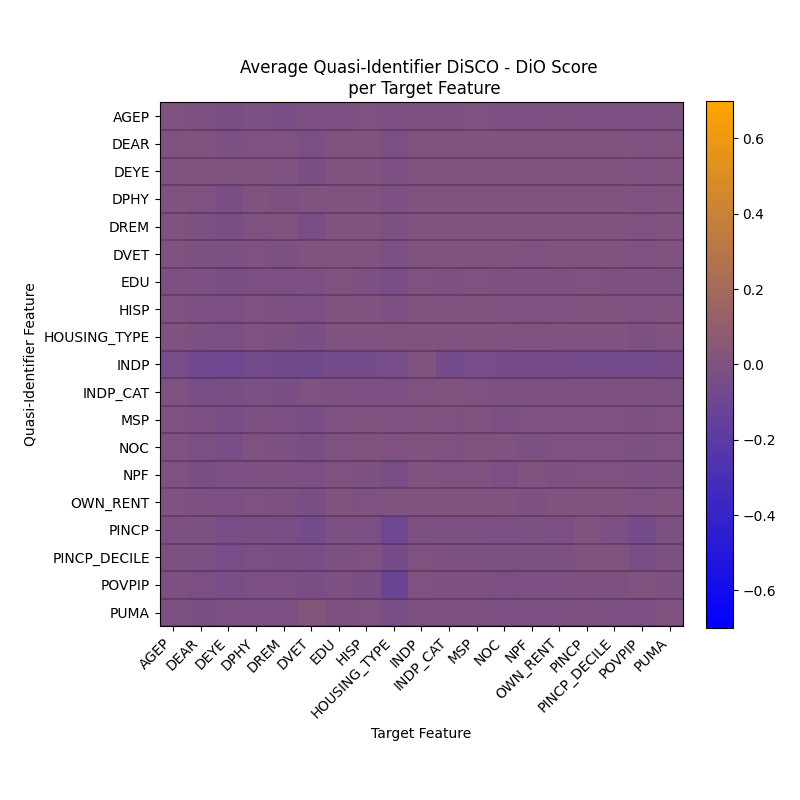 Average Quasi-Identifier DiSCO - DiO Score
per Target Feature
Quasi-Identifier Feature
AGEP
DEAR
DEYE
DPHY
DREM
DVET
EDU
HISP
HOUSING_TYPE
INDP
INDP_CAT
MSP
NOC
NPF
OWN_RENT
PINCP
PINCP_DECILE
POVPIP
PUMA
AGEP
DEAR
DEYE
DPHY
DREM
DVET
EDU
HISP
HOUSING_TYPE
INDP
INDP_CAT
MSP
NOC
NPF
OWN_RENT
PINCP
PINCP_DECILE
POVPIP
PUMA
Target Feature
0.6
0.4
0.2
0.0
−0.2
−0.4
−0.6